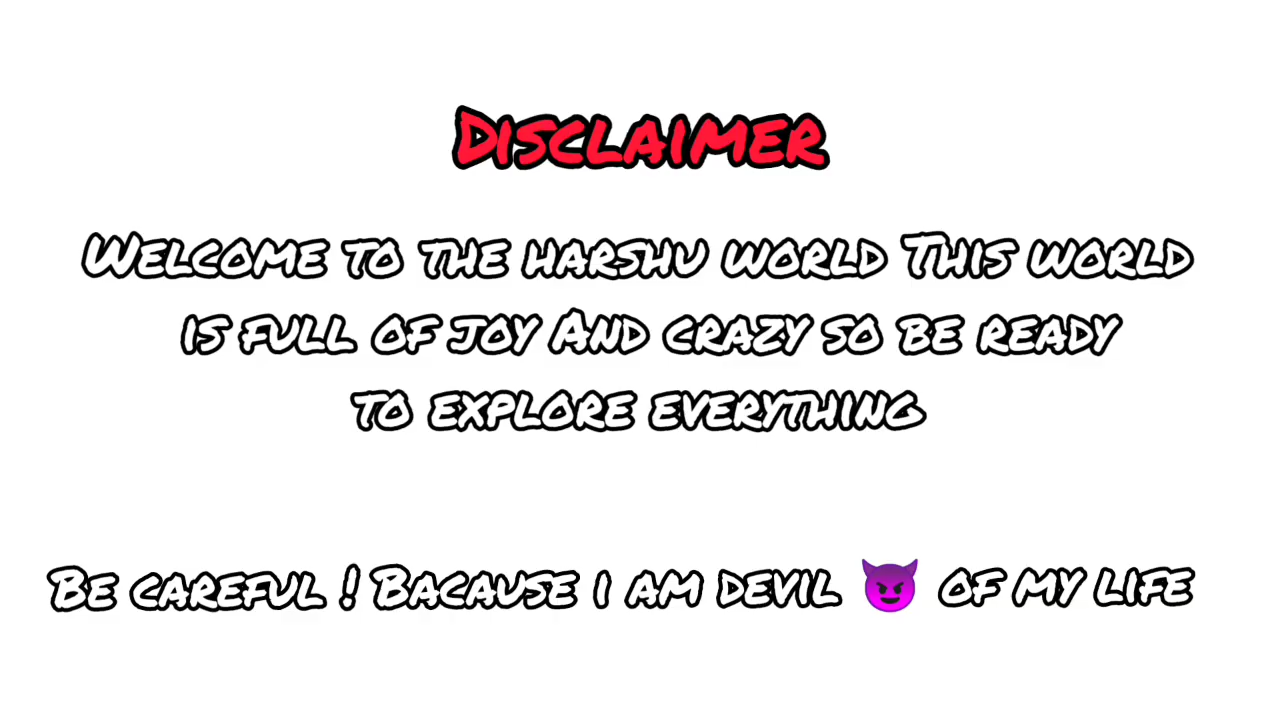 Disclaimer
Welcome to the harshu world This world
is full of joy And crazy so be ready
to explore everything
Be careful ! Bacause i am devil 😈 of my life